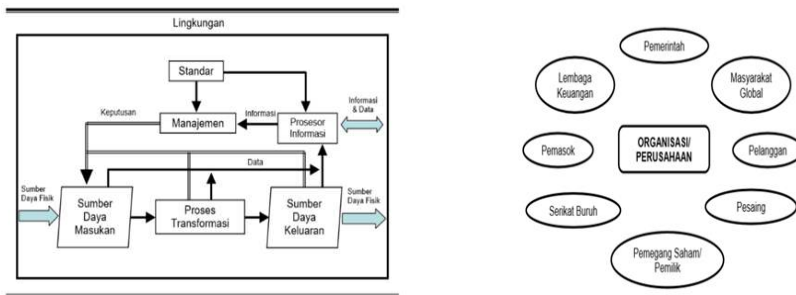 Lingkungan
Standar
Keputusan
Manajemen
Informasi
Prosesor
Informasi
Informasi
& Data
Data
Sumber
Daya Fisik
Sumber
Daya
Masukan
Proses
Transformasi
Sumber
Daya
Keluaran
Sumber
Daya Fisik
Pemerintah
Lembaga
Keuangan
Masyarakat
Global
Pemasok
ORGANISASI/
PERUSAHAAN
Pelanggan
Serikat Buruh
Pesaing
Pemegang Saham/
Pemilik